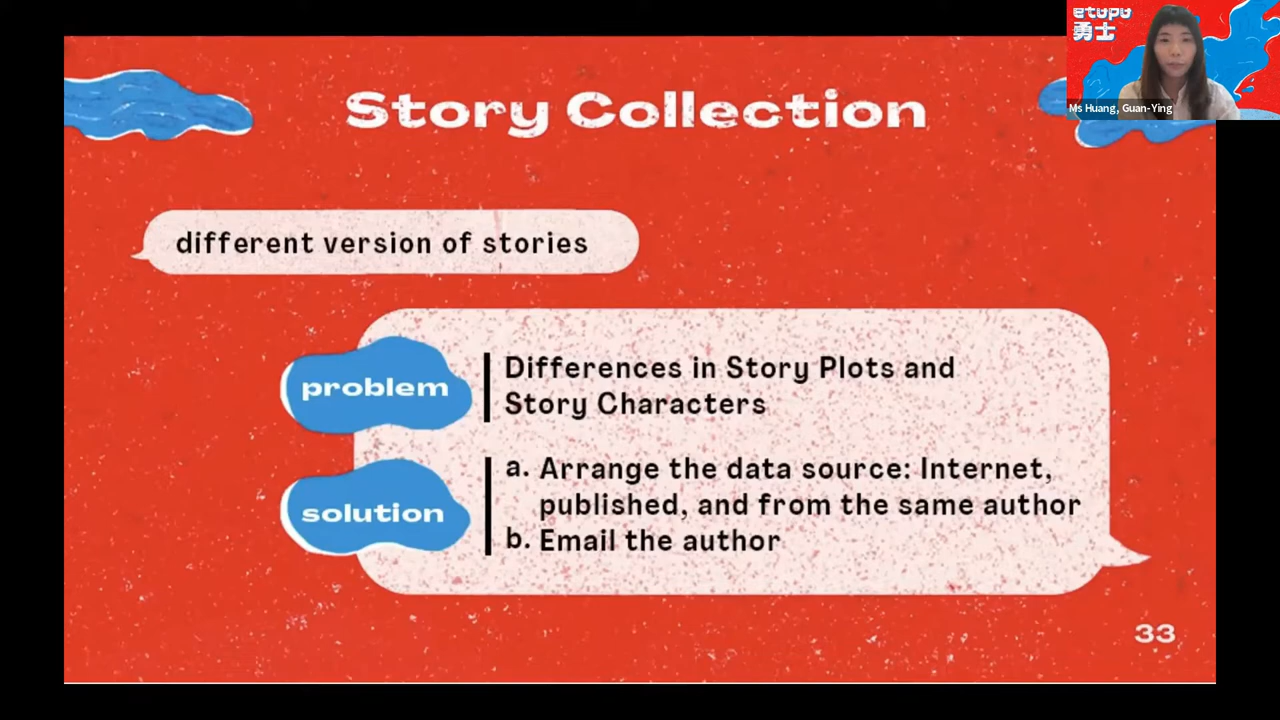 Story Collection
etupu
勇士
Ms Huang, Guan-Ying
different version of stories
problem
Differences in Story Plots and
Story Characters
solution
a. Arrange the data source: Internet,
published, and from the same author
b. Email the author
33